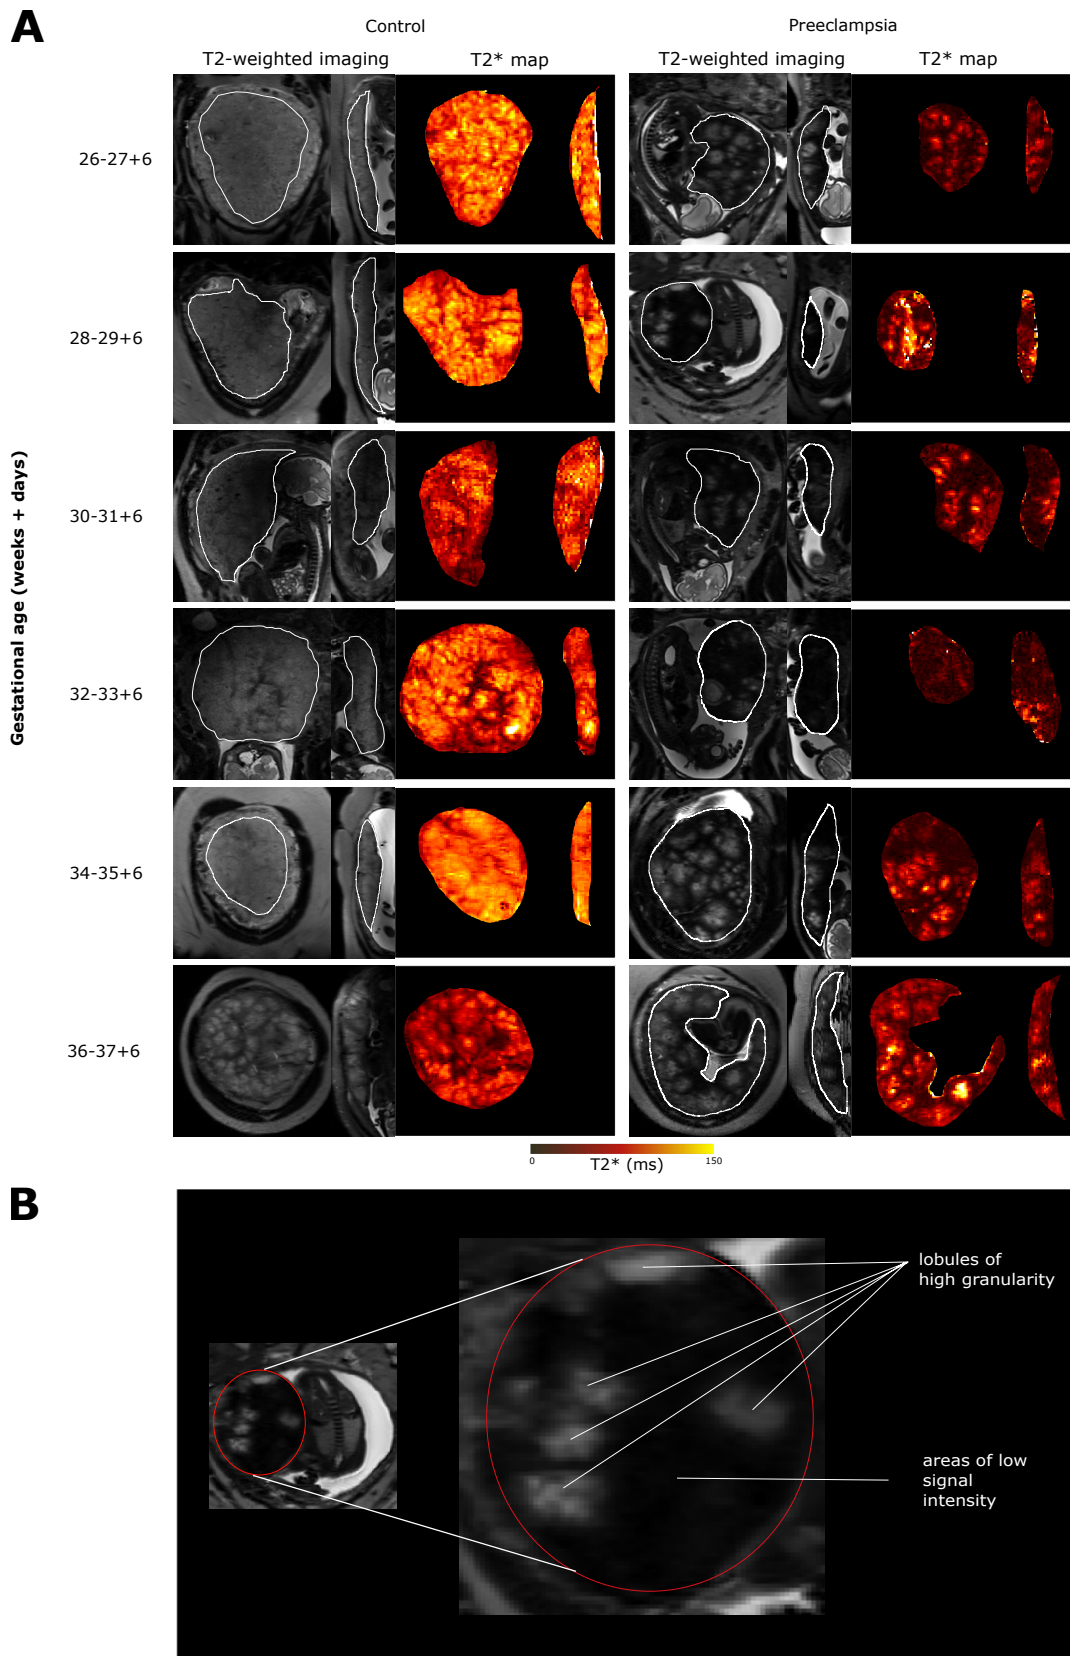 A
Control
Preeclampsia
T2-weighted imaging
T2* map
T2-weighted imaging
T2* map
Gestational age (weeks + days)
26-27+6
28-29+6
30-31+6
32-33+6
34-35+6
36-37+6
0
150
T2* (ms)
B
lobules of
high granularity
areas of low
signal
intensity